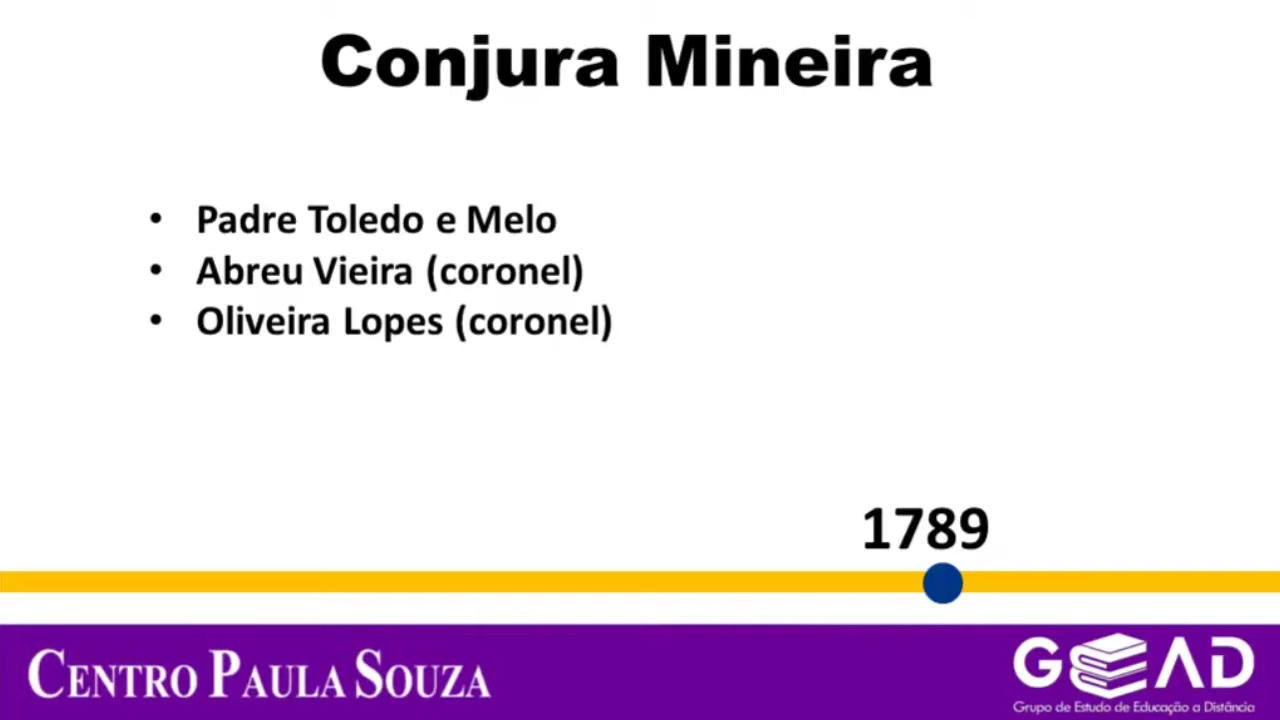 Conjura Mineira
• Padre Toledo e Melo
• Abreu Vieira (coronel)
• Oliveira Lopes (coronel)
1789
CENTRO PAULA SOUZA
GEAD
Grupo de Estudo de Educação a Distância